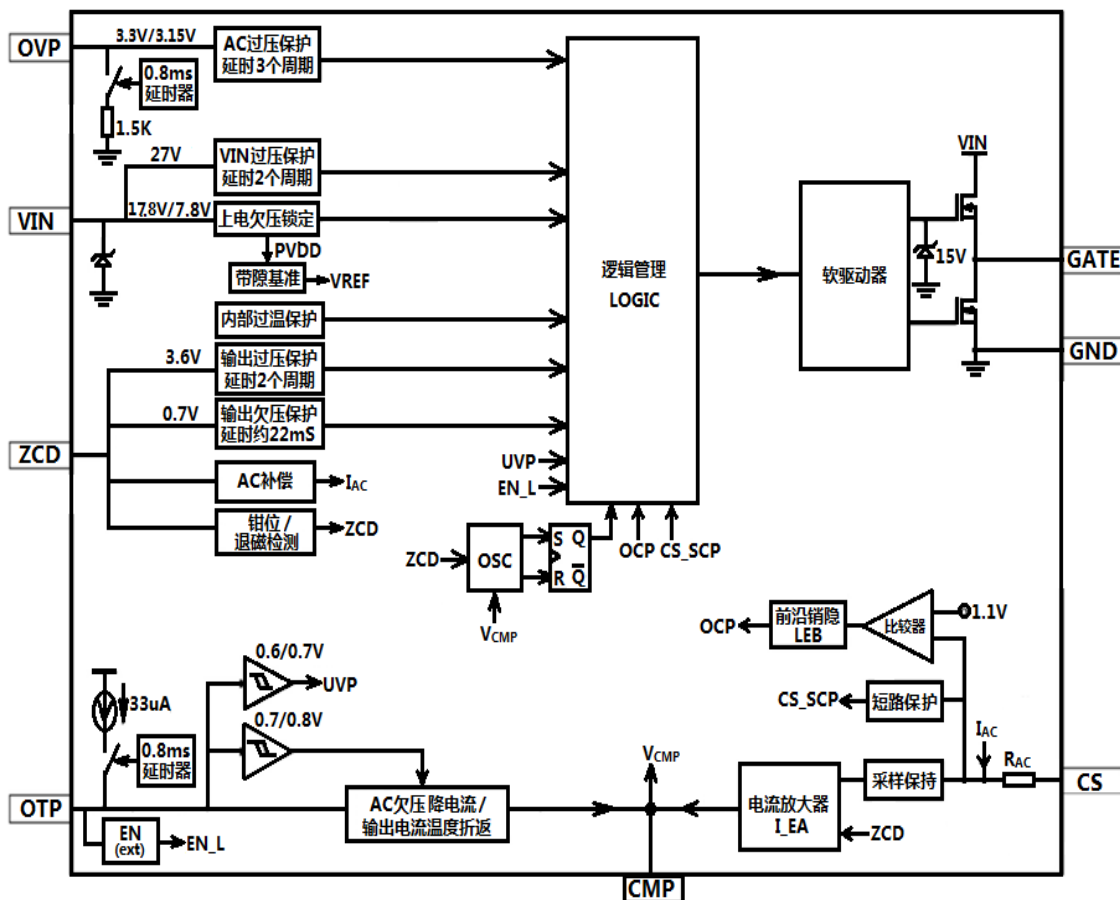 OVP
3.3V/3.15V
AC过压保护
延时3个周期
0.8ms
延时器
1.5K
27V
VIN过压保护
延时2个周期
VIN
17.8V/7.8V
上电欠压锁定
PVDD
带隙基准
VREF
内部过温保护
3.6V
输出过压保护
延时2个周期
0.7V
输出欠压保护
延时约22mS
ZCD
AC补偿
IAC
钳位/
退磁检测
ZCD
逻辑管理
LOGIC
UVP
EN_L
ZCD
OSC
S Q
R Q̅
VCMP
OCP
CS_SCP
软驱动器
VIN
15V
GATE
GND
OCP
前沿销隐
LEB
比较器
1.1V
CS_SCP
短路保护
IAC
RAC
CS
采样保持
电流放大器
I_EA
ZCD
VCMP
CMP
0.6/0.7V
UVP
0.7/0.8V
33uA
0.8ms
延时器
OTP
AC欠压 降电流/
输出电流温度折返
EN
(ext)
EN_L